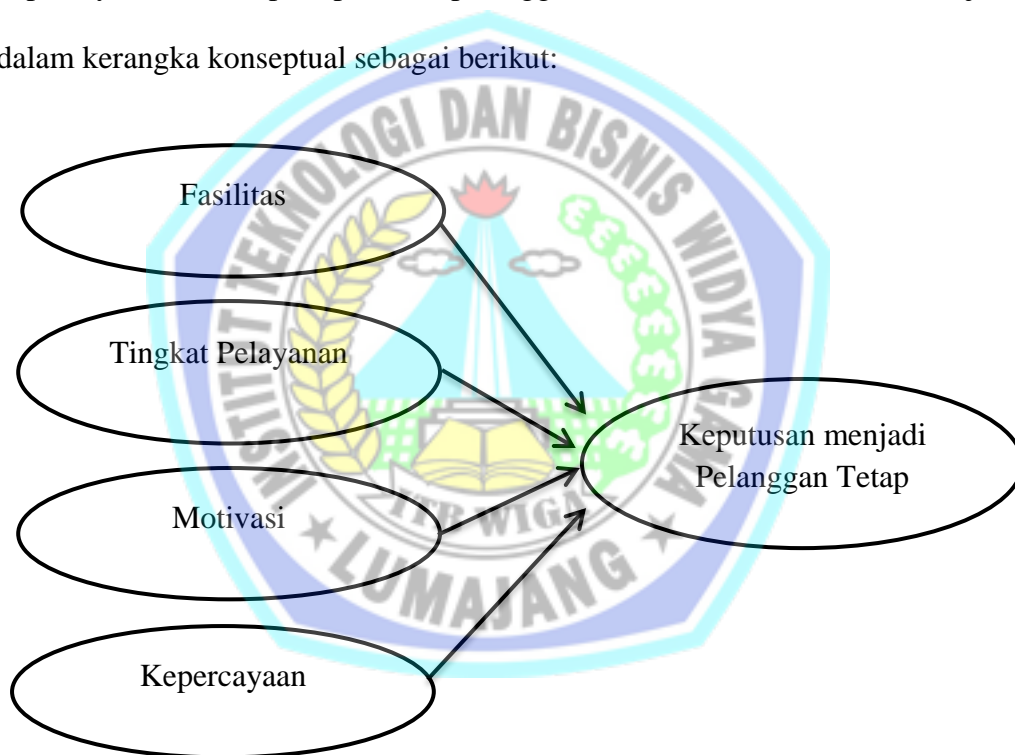 dalam kerangka konseptual sebagai berikut:
INSTITUT TEKNOLOGI DAN BISNIS WIDYA GAMA
Fasilitas
Tingkat Pelayanan
Keputusan menjadi
Pelanggan Tetap
Motivasi
ITB WIGA
LUMAJANG
Kepercayaan